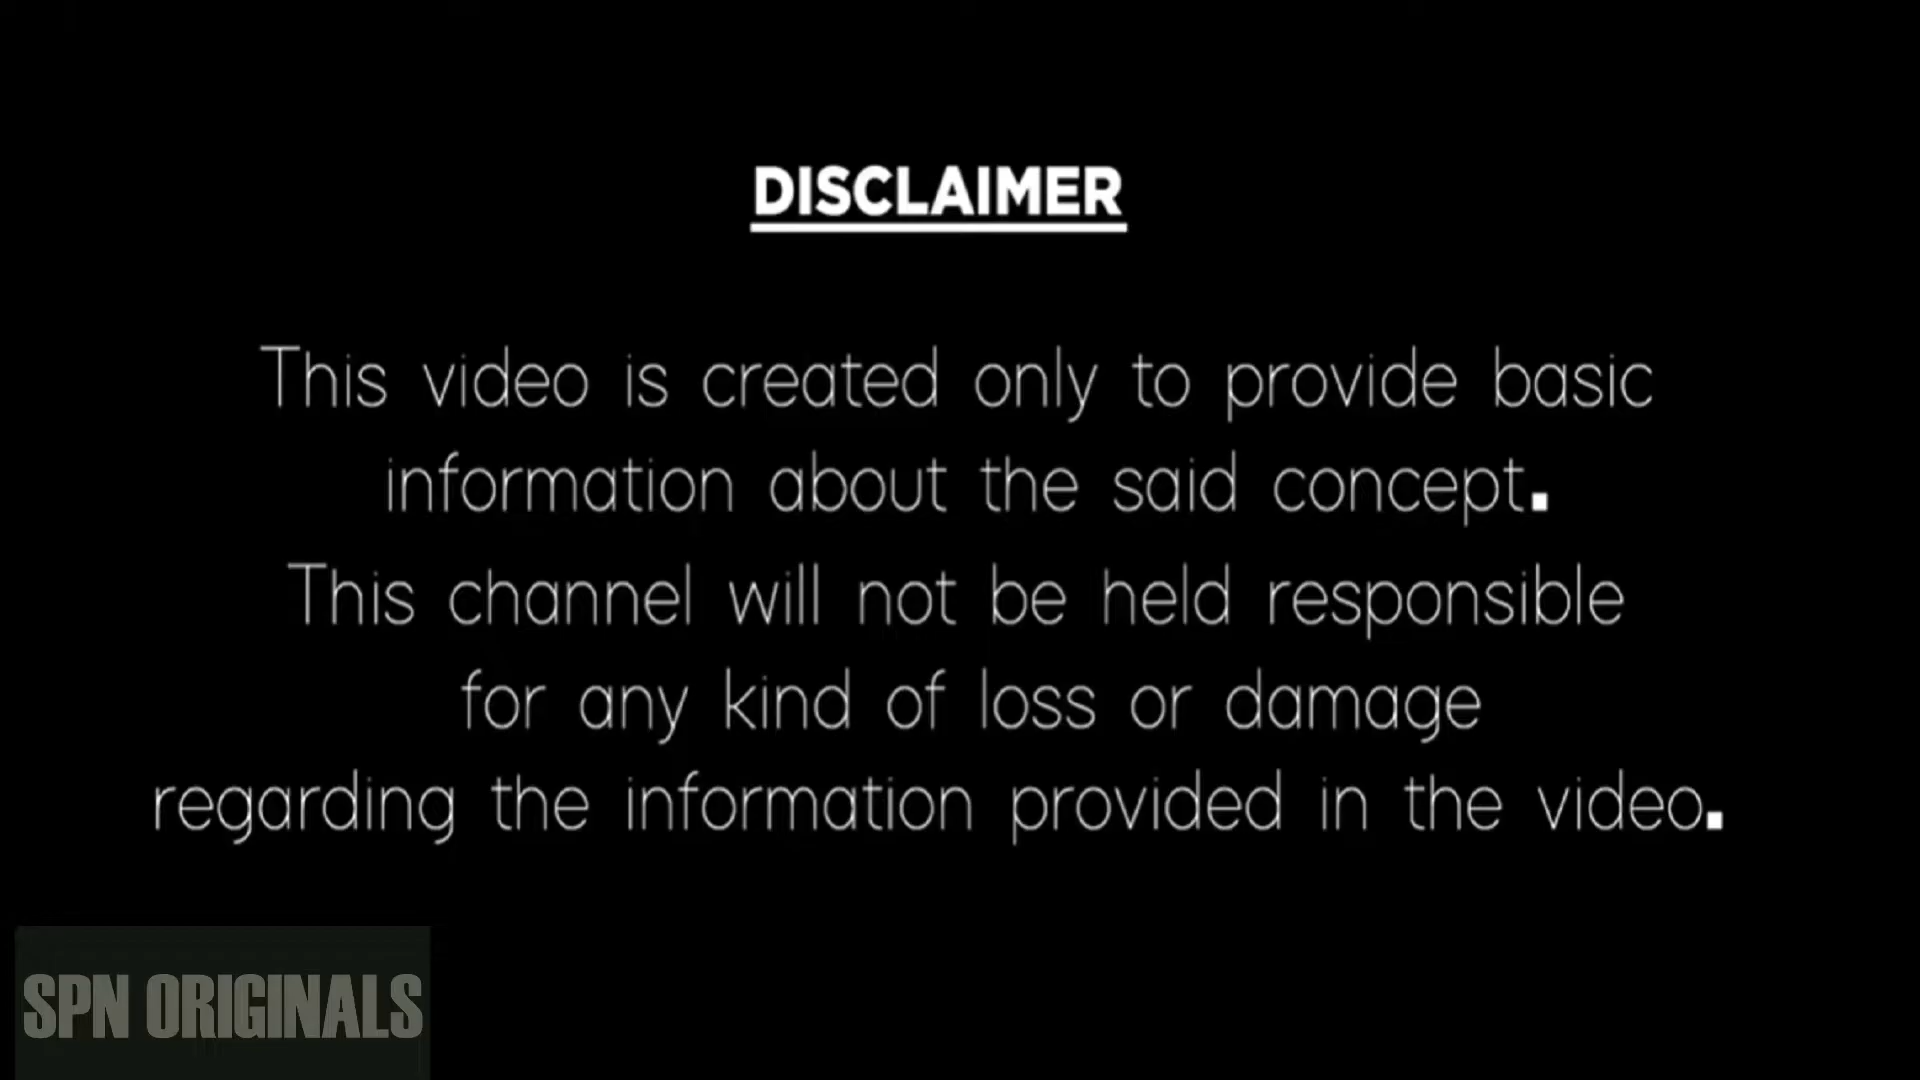 DISCLAIMER
This video is created only to provide basic
information about the said concept.
This channel will not be held responsible
for any kind of loss or damage
regarding the information provided in the video.
SPN ORIGINALS